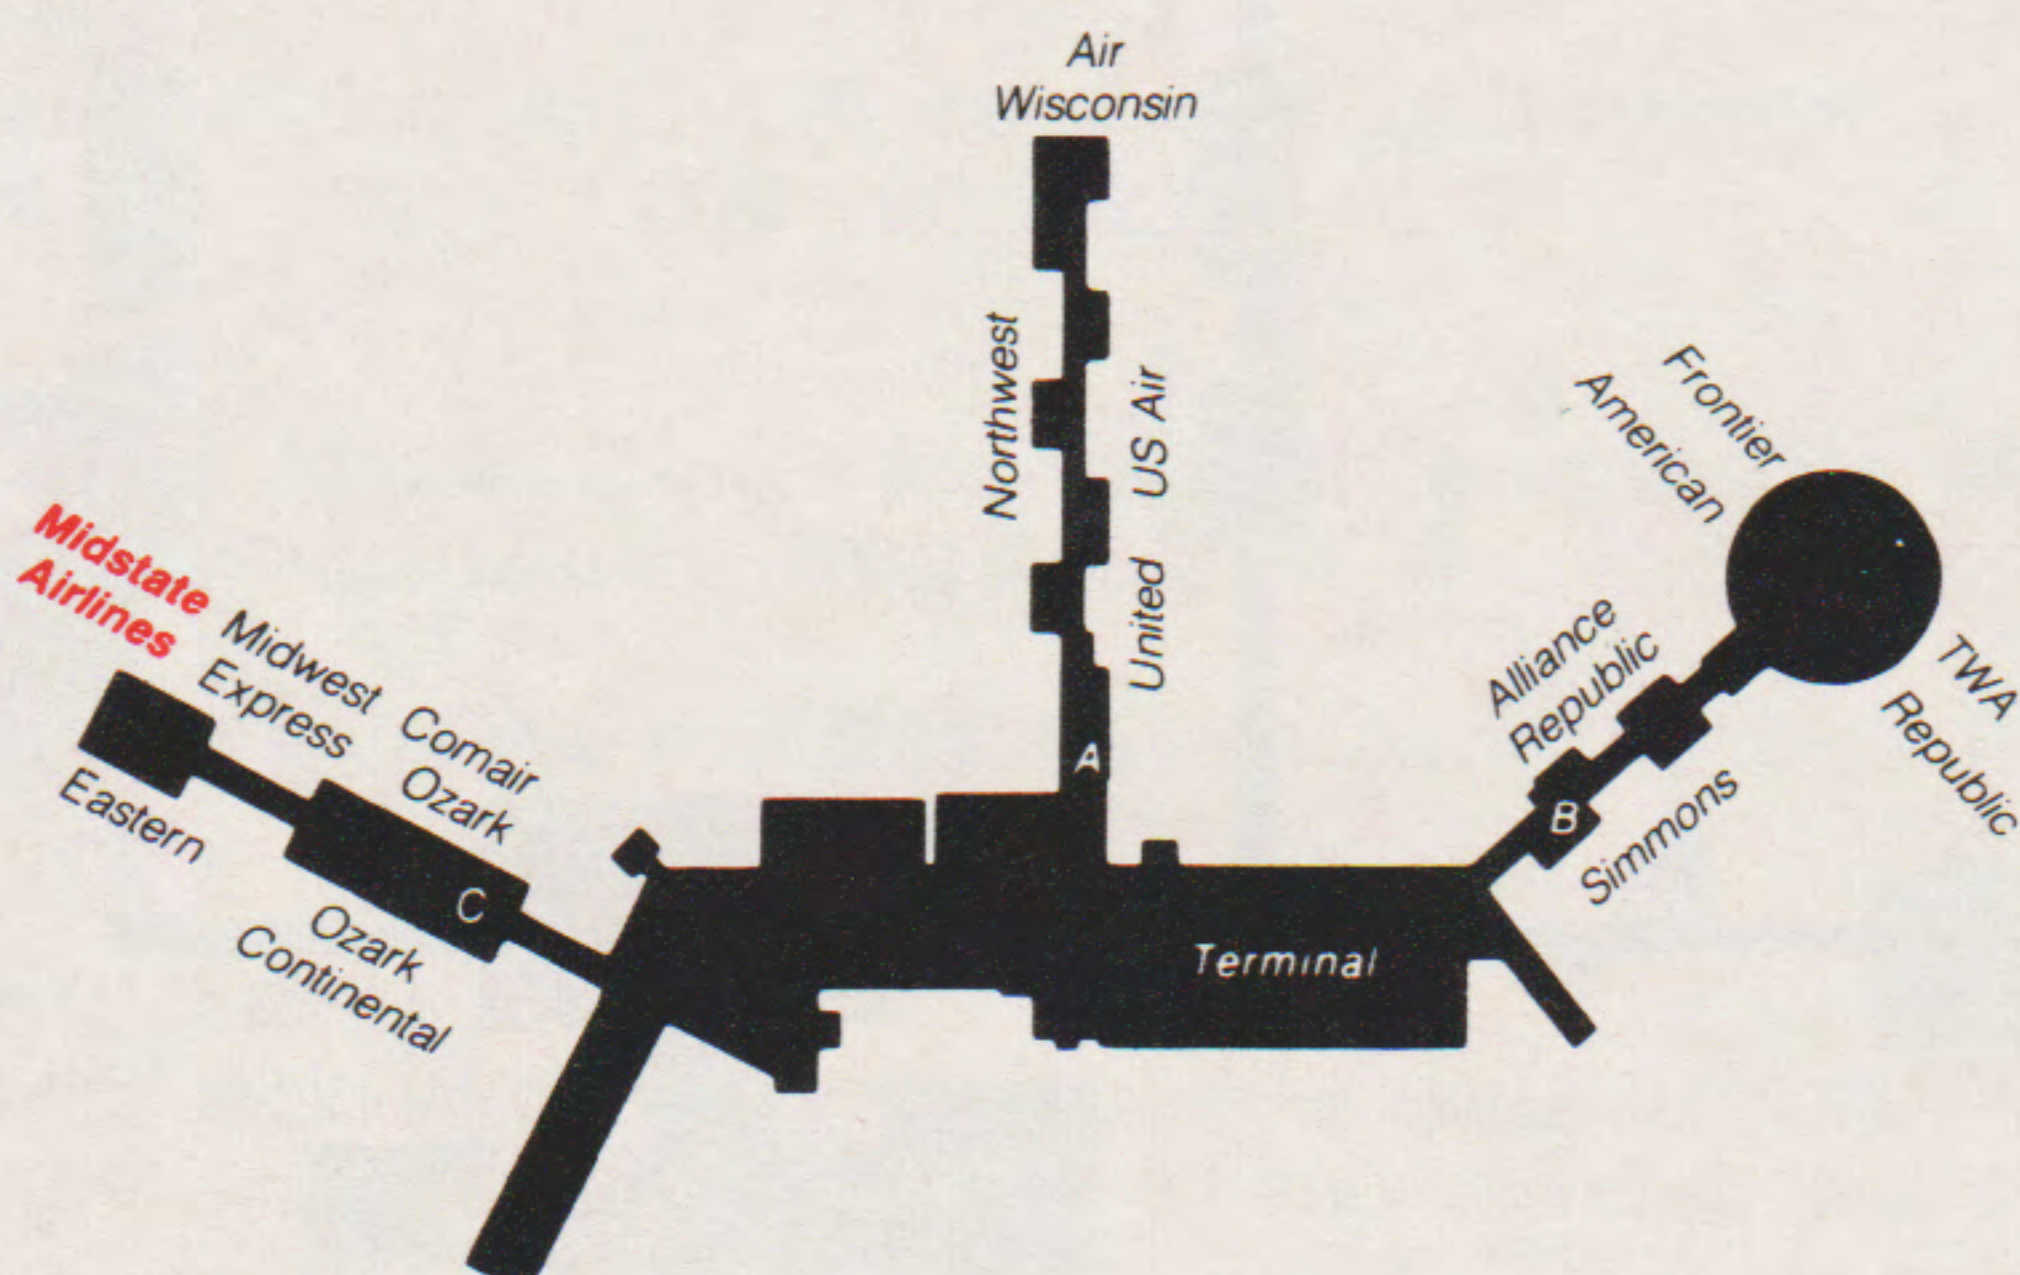 Air
Wisconsin
Northwest
US Air
United
A
Frontier
American
TWA
Republic
Alliance
Republic
Simmons
B
Midstate
Airlines
Midwest
Express
Comair
Ozark
Eastern
C
Ozark
Continental
Terminal